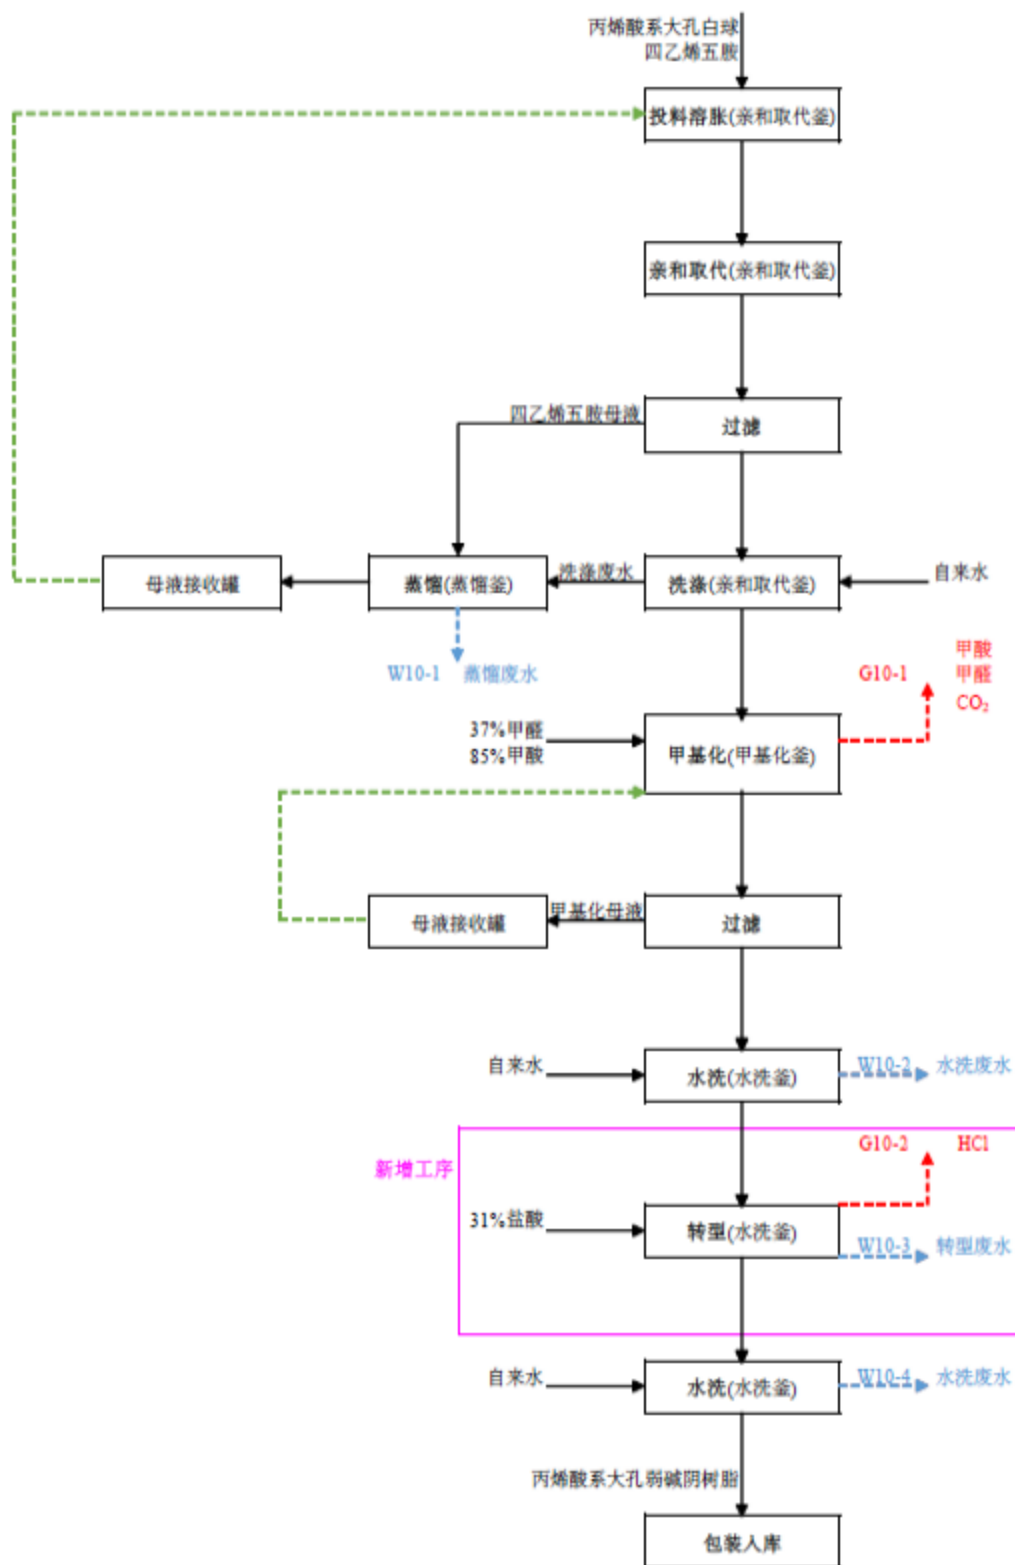 丙烯酸系大孔白球
四乙烯五胺
投料溶胀(亲和取代釜)
亲和取代(亲和取代釜)
四乙烯五胺母液
过滤
母液接收罐
蒸馏(蒸馏釜)
洗涤废水
洗涤(亲和取代釜)
自来水
W10-1 蒸馏废水
G10-1
甲酸
甲醛
CO₂
37%甲醛
85%甲酸
甲基化(甲基化釜)
母液接收罐
甲基化母液
过滤
自来水
水洗(水洗釜)
W10-2 水洗废水
新增工序
G10-2 HCl
31%盐酸
转型(水洗釜)
W10-3 转型废水
自来水
水洗(水洗釜)
W10-4 水洗废水
丙烯酸系大孔弱碱阴树脂
包装入库